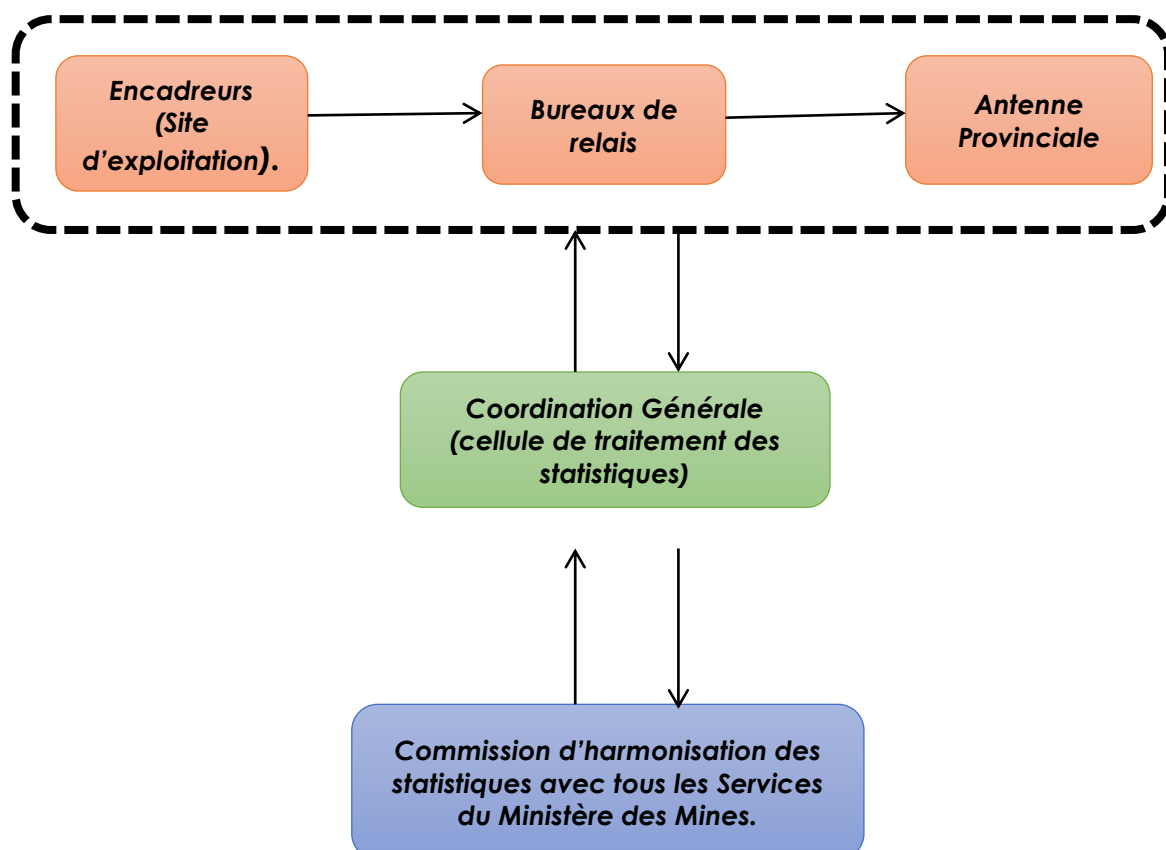 Encadreurs
(Site
d’exploitation).
Bureaux de
relais
Antenne
Provinciale
Coordination Générale
(cellule de traitement des
statistiques)
Commission d’harmonisation des
statistiques avec tous les Services
du Ministère des Mines.